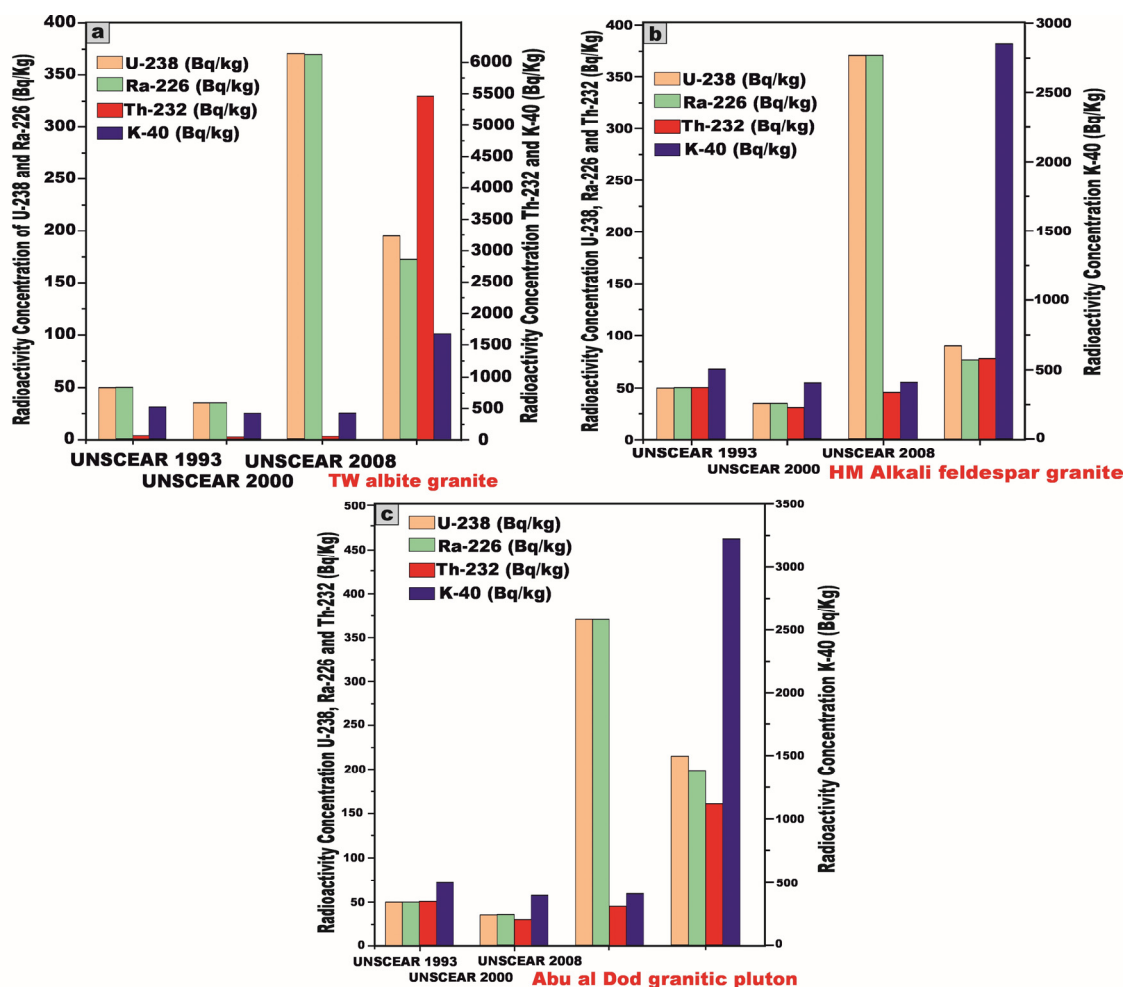 a
U-238 (Bq/kg)
Ra-226 (Bq/kg)
Th-232 (Bq/kg)
K-40 (Bq/kg)
Radioactivity Concentration of U-238 and Ra-226 (Bq/Kg)
400
350
300
250
200
150
100
50
0
Radioactivity Concentration Th-232 and K-40 (Bq/Kg)
6000
5500
5000
4500
4000
3500
3000
2500
2000
1500
1000
500
0
UNSCEAR 1993
UNSCEAR 2000
UNSCEAR 2008
TW albite granite
b
U-238 (Bq/kg)
Ra-226 (Bq/kg)
Th-232 (Bq/kg)
K-40 (Bq/kg)
Radioactivity Concentration U-238, Ra-226 and Th-232 (Bq/Kg)
400
350
300
250
200
150
100
50
0
Radioactivity Concentration K-40 (Bq/Kg)
3000
2500
2000
1500
1000
500
0
UNSCEAR 1993
UNSCEAR 2000
UNSCEAR 2008
HM Alkali feldespar granite
c
U-238 (Bq/kg)
Ra-226 (Bq/kg)
Th-232 (Bq/kg)
K-40 (Bq/kg)
Radioactivity Concentration U-238, Ra-226 and Th-232 (Bq/Kg)
500
450
400
350
300
250
200
150
100
50
0
Radioactivity Concentration K-40 (Bq/Kg)
3500
3000
2500
2000
1500
1000
500
0
UNSCEAR 1993
UNSCEAR 2000
UNSCEAR 2008
Abu al Dod granitic pluton